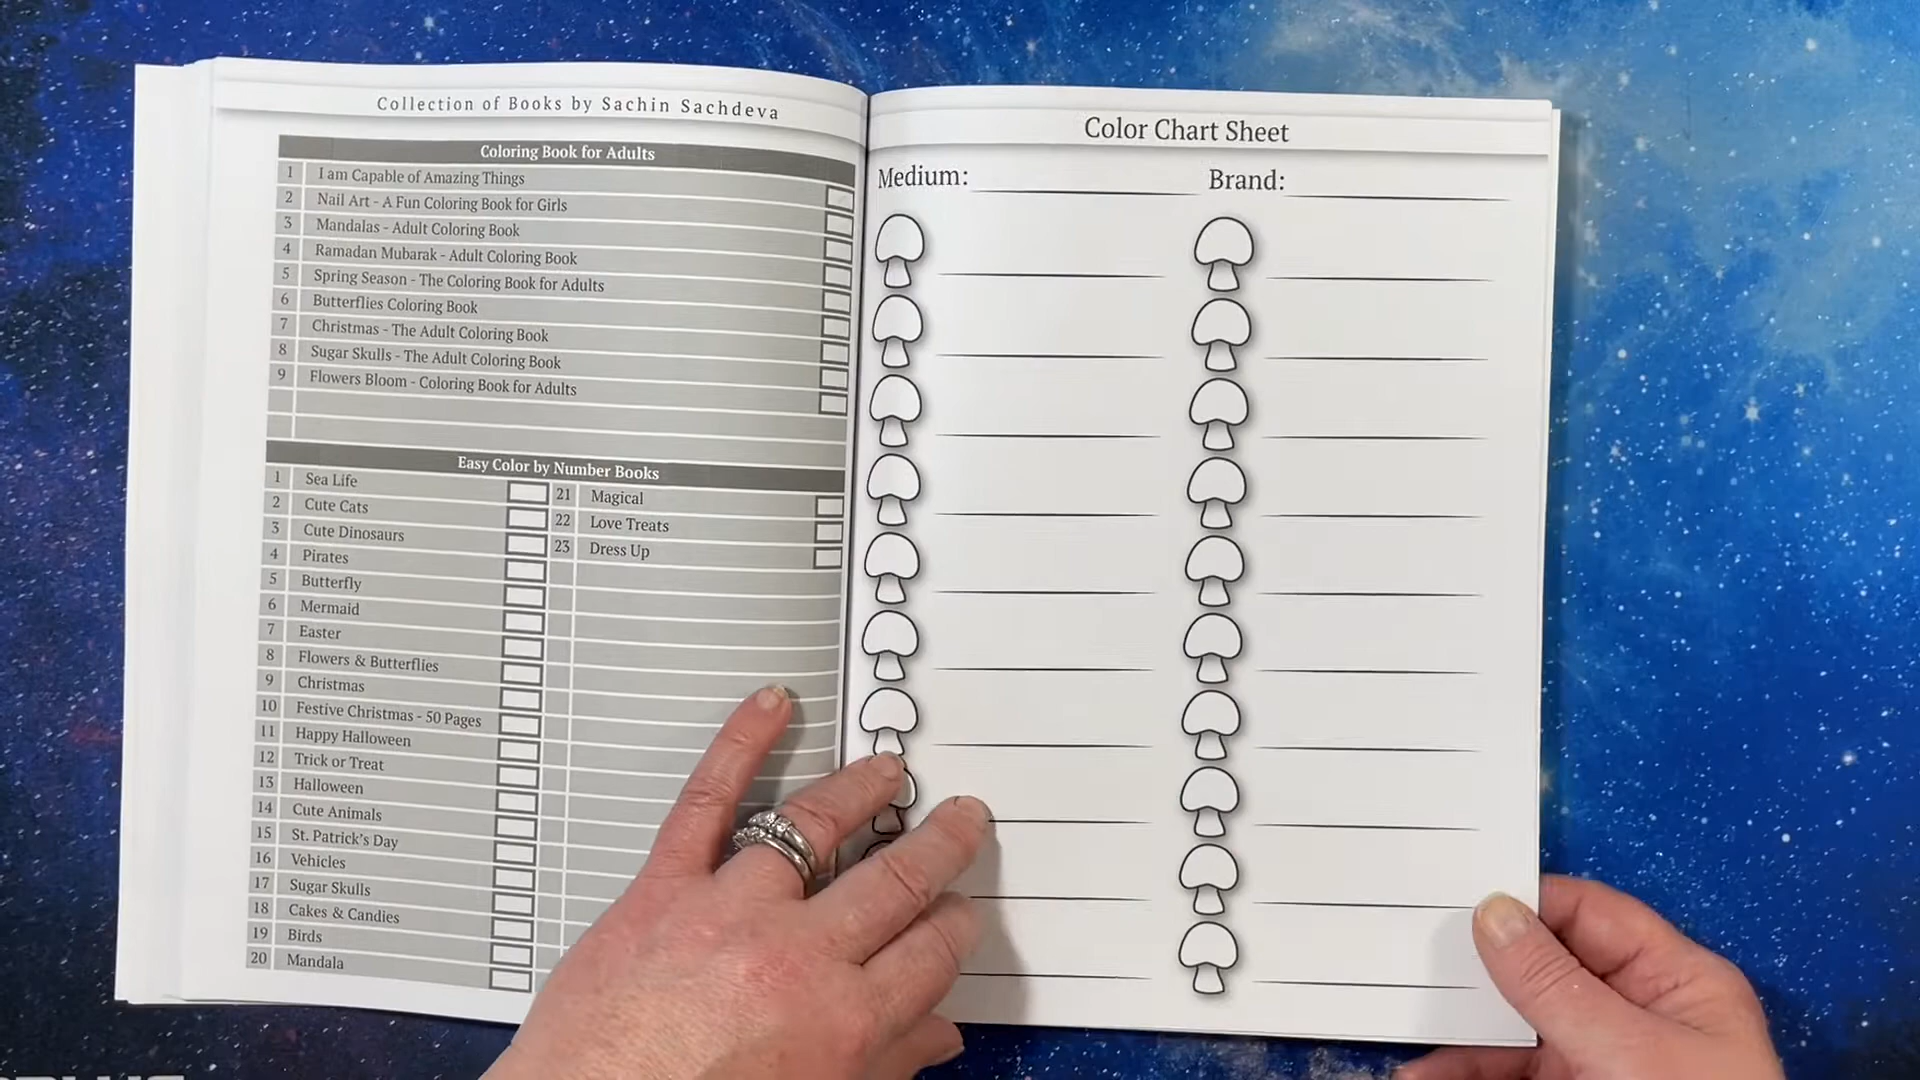 Collection of Books by Sachin Sachdeva
Coloring Book for Adults
1 I am Capable of Amazing Things
2 Nail Art - A Fun Coloring Book for Girls
3 Mandalas - Adult Coloring Book
4 Ramadan Mubarak - Adult Coloring Book
5 Spring Season - The Coloring Book for Adults
6 Butterflies Coloring Book
7 Christmas - The Adult Coloring Book
8 Sugar Skulls - The Adult Coloring Book
9 Flowers Bloom - Coloring Book for Adults
Easy Color by Number Books
1 Sea Life
2 Cute Cats
3 Cute Dinosaurs
4 Pirates
5 Butterfly
6 Mermaid
7 Easter
8 Flowers & Butterflies
9 Christmas
10 Festive Christmas - 50 Pages
11 Happy Halloween
12 Trick or Treat
13 Halloween
14 Cute Animals
15 St. Patrick's Day
16 Vehicles
17 Sugar Skulls
18 Cakes & Candies
19 Birds
20 Mandala
21 Magical
22 Love Treats
23 Dress Up
Color Chart Sheet
Medium: Brand: